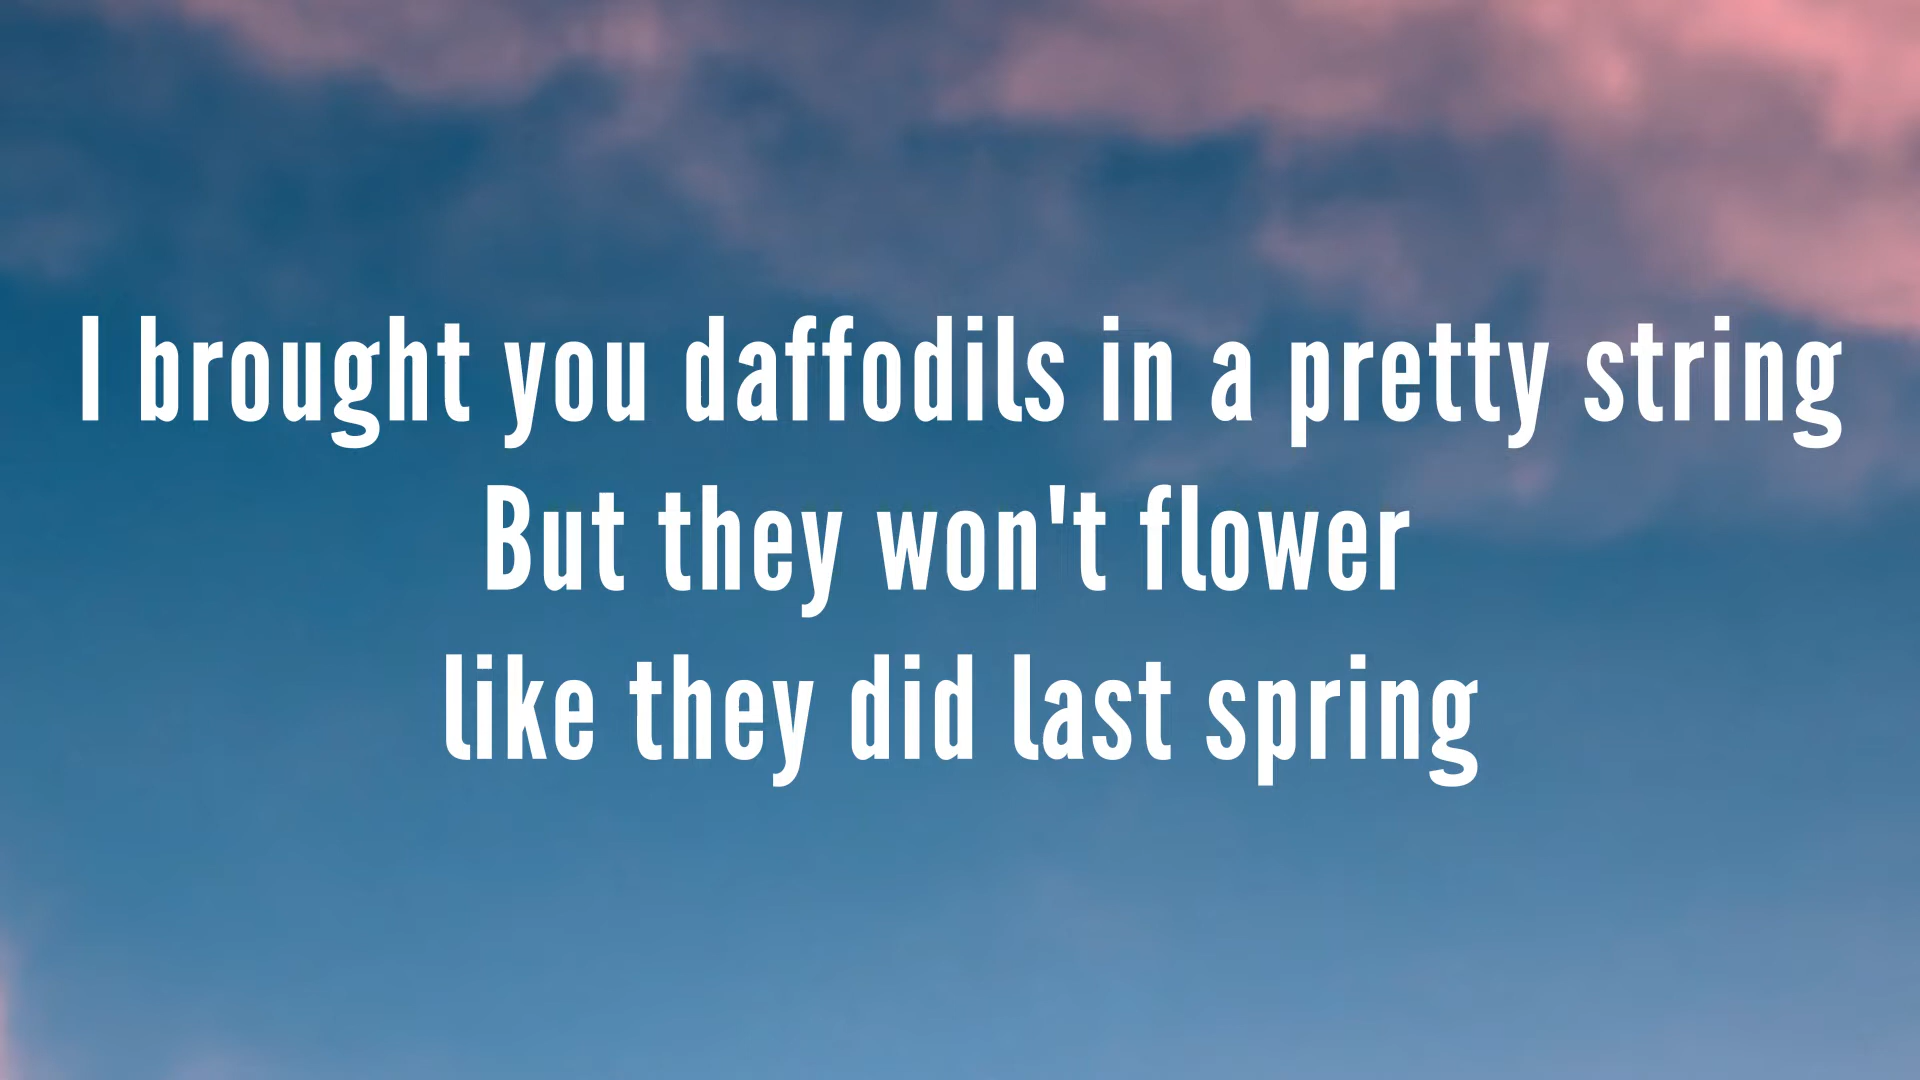 I brought you daffodils in a pretty string
But they won't flower
like they did last spring